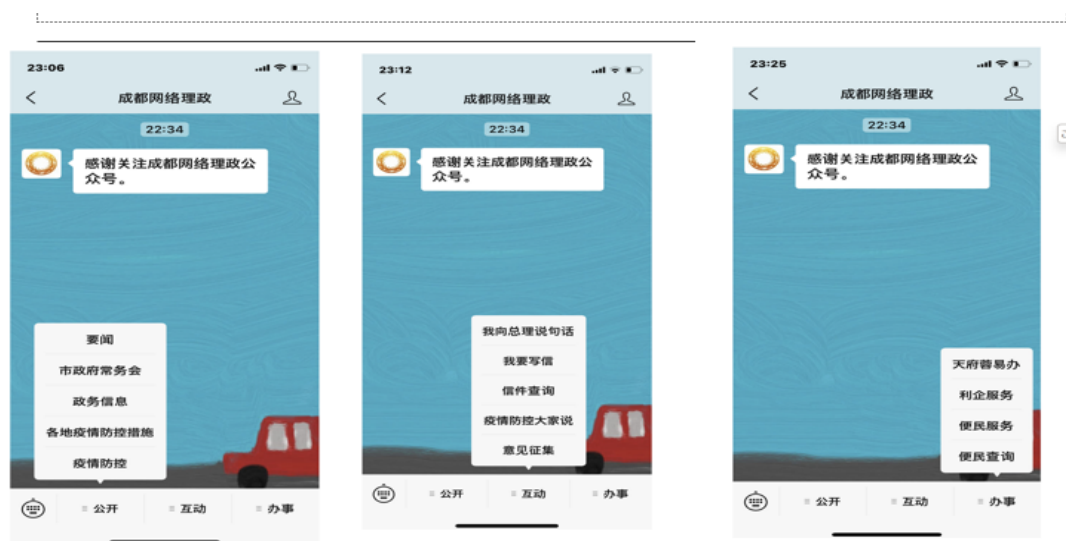 23:06
成都网络理政
22:34
感谢关注成都网络理政公
众号。
要闻
市政府常务会
政务信息
各地疫情防控措施
疫情防控
公开
互动
办事
23:12
成都网络理政
22:34
感谢关注成都网络理政公
众号。
我向总理说句话
我要写信
信件查询
疫情防控大家说
意见征集
公开
互动
办事
23:25
成都网络理政
22:34
感谢关注成都网络理政公
众号。
天府蓉易办
利企服务
便民服务
便民查询
公开
互动
办事